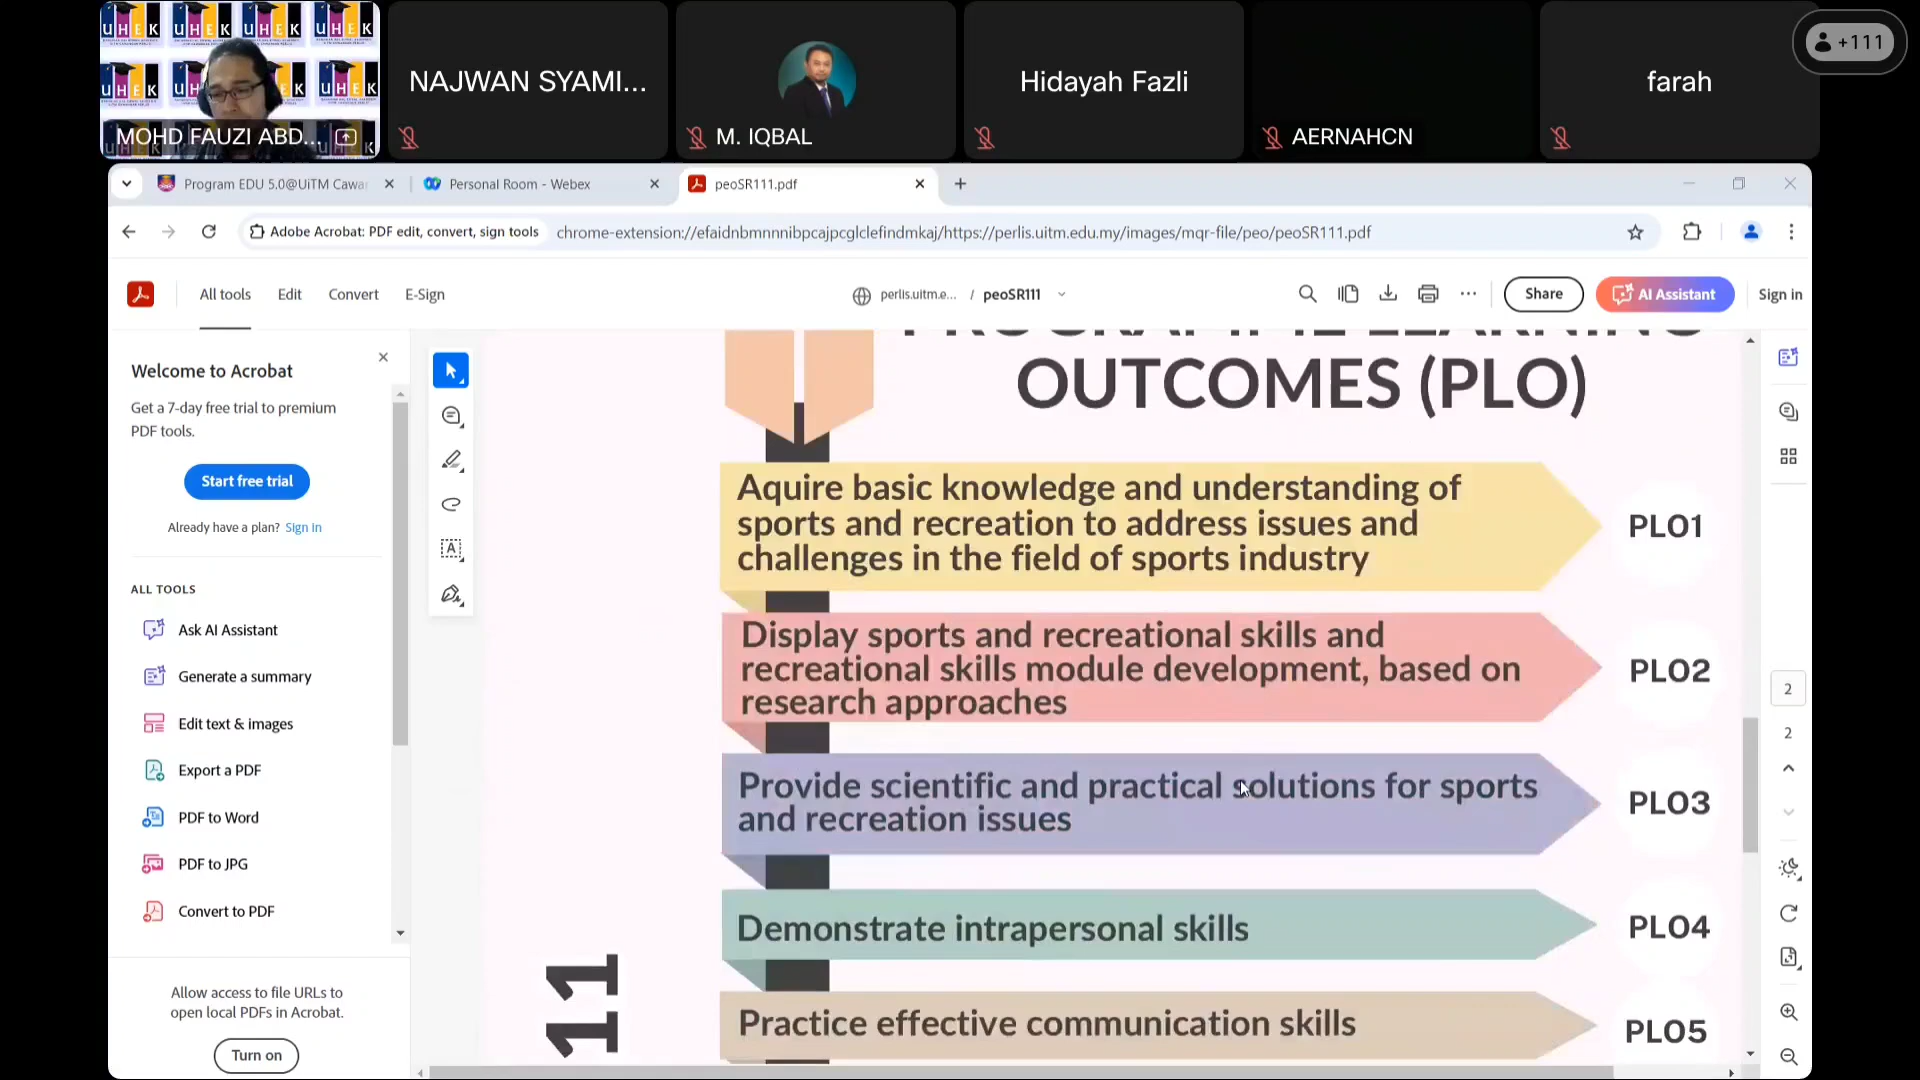 MOHD FAUZI ABD...
NAJWAN SYAMI...
M. IQBAL
Hidayah Fazli
AERNAHCN
farah
+111
Program EDU 5.0@UiTM Cawa
Personal Room - Webex
peoSR111.pdf
Adobe Acrobat: PDF edit, convert, sign tools
chrome-extension://efaidnbmnnnibpcajpcglclefindmkaj/https://perlis.uitm.edu.my/images/mqr-file/peo/peoSR111.pdf
All tools
Edit
Convert
E-Sign
perlis.uitm.e... / peoSR111
Share
AI Assistant
Sign in
Welcome to Acrobat
Get a 7-day free trial to premium
PDF tools.
Start free trial
Already have a plan? Sign in
ALL TOOLS
Ask AI Assistant
Generate a summary
Edit text & images
Export a PDF
PDF to Word
PDF to JPG
Convert to PDF
Allow access to file URLs to
open local PDFs in Acrobat.
Turn on
OUTCOMES (PLO)
Aquire basic knowledge and understanding of
sports and recreation to address issues and
challenges in the field of sports industry
PLO1
Display sports and recreational skills and
recreational skills module development, based on
research approaches
PLO2
Provide scientific and practical solutions for sports
and recreation issues
PLO3
Demonstrate intrapersonal skills
PLO4
Practice effective communication skills
PLO5
11
2
2
UHEK